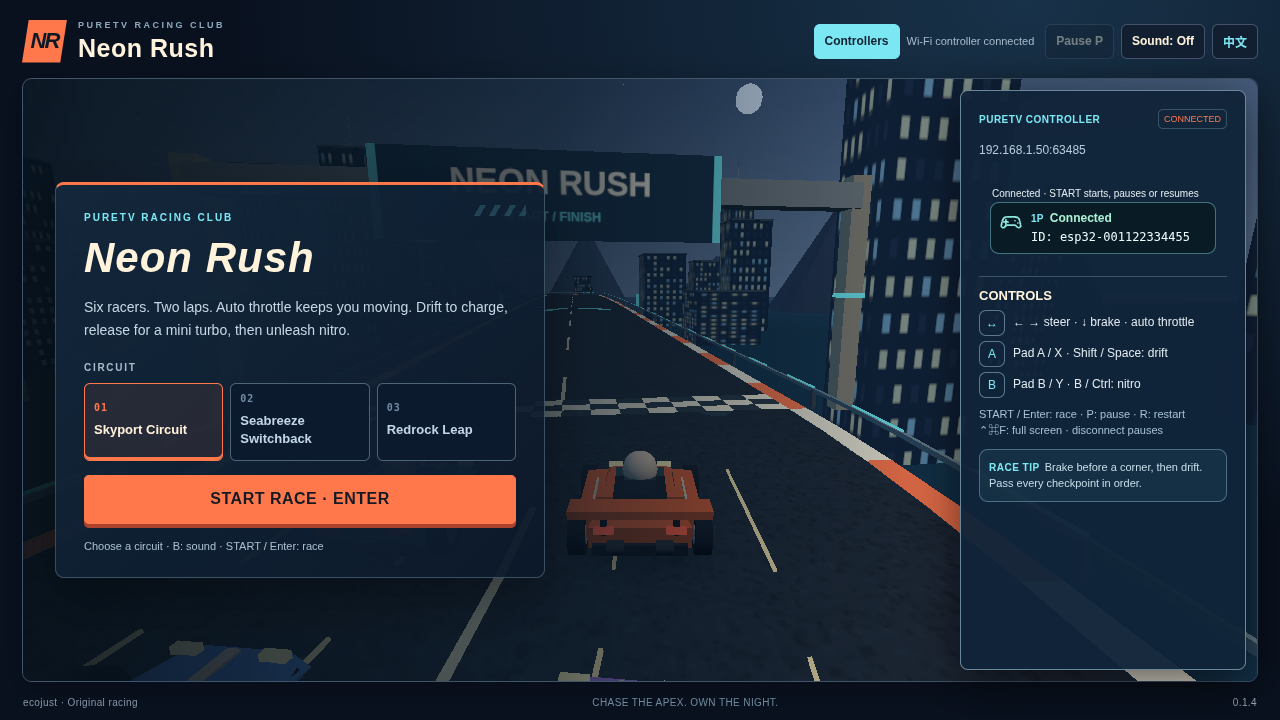 NR
PURETV RACING CLUB
Neon Rush
Controllers
Wi-Fi controller connected
Pause P
Sound: Off
中文
NEON RUSH
T / FINISH
PURETV RACING CLUB
Neon Rush
Six racers. Two laps. Auto throttle keeps you moving. Drift to charge,
release for a mini turbo, then unleash nitro.
CIRCUIT
01
Skyport Circuit
02
Seabreeze
Switchback
03
Redrock Leap
START RACE · ENTER
Choose a circuit · B: sound · START / Enter: race
PURETV CONTROLLER
CONNECTED
192.168.1.50:63485
Connected · START starts, pauses or resumes
1P Connected
ID: esp32-001122334455
CONTROLS
↔ ← → steer · ↓ brake · auto throttle
A Pad A / X · Shift / Space: drift
B Pad B / Y · B / Ctrl: nitro
START / Enter: race · P: pause · R: restart
⌃⌘F: full screen · disconnect pauses
RACE TIP Brake before a corner, then drift.
Pass every checkpoint in order.
ecojust · Original racing
CHASE THE APEX. OWN THE NIGHT.
0.1.4